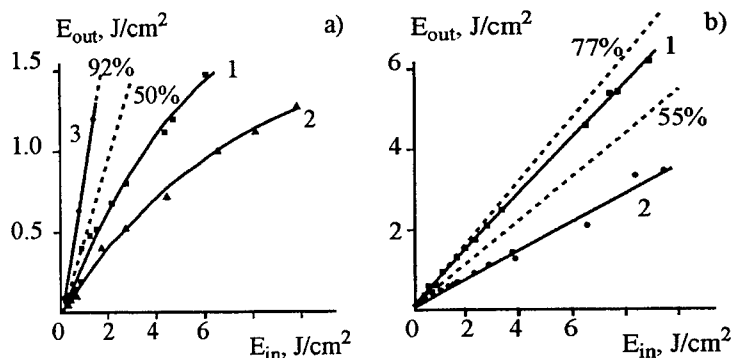 E_out, J/cm²
a)
1.5
92%
50%
1
2
3
1.0
0.5
0
0 2 4 6 8
E_in, J/cm²
E_out, J/cm²
b)
6
77%
1
55%
4
2
2
0 2 4 6 8
E_in, J/cm²